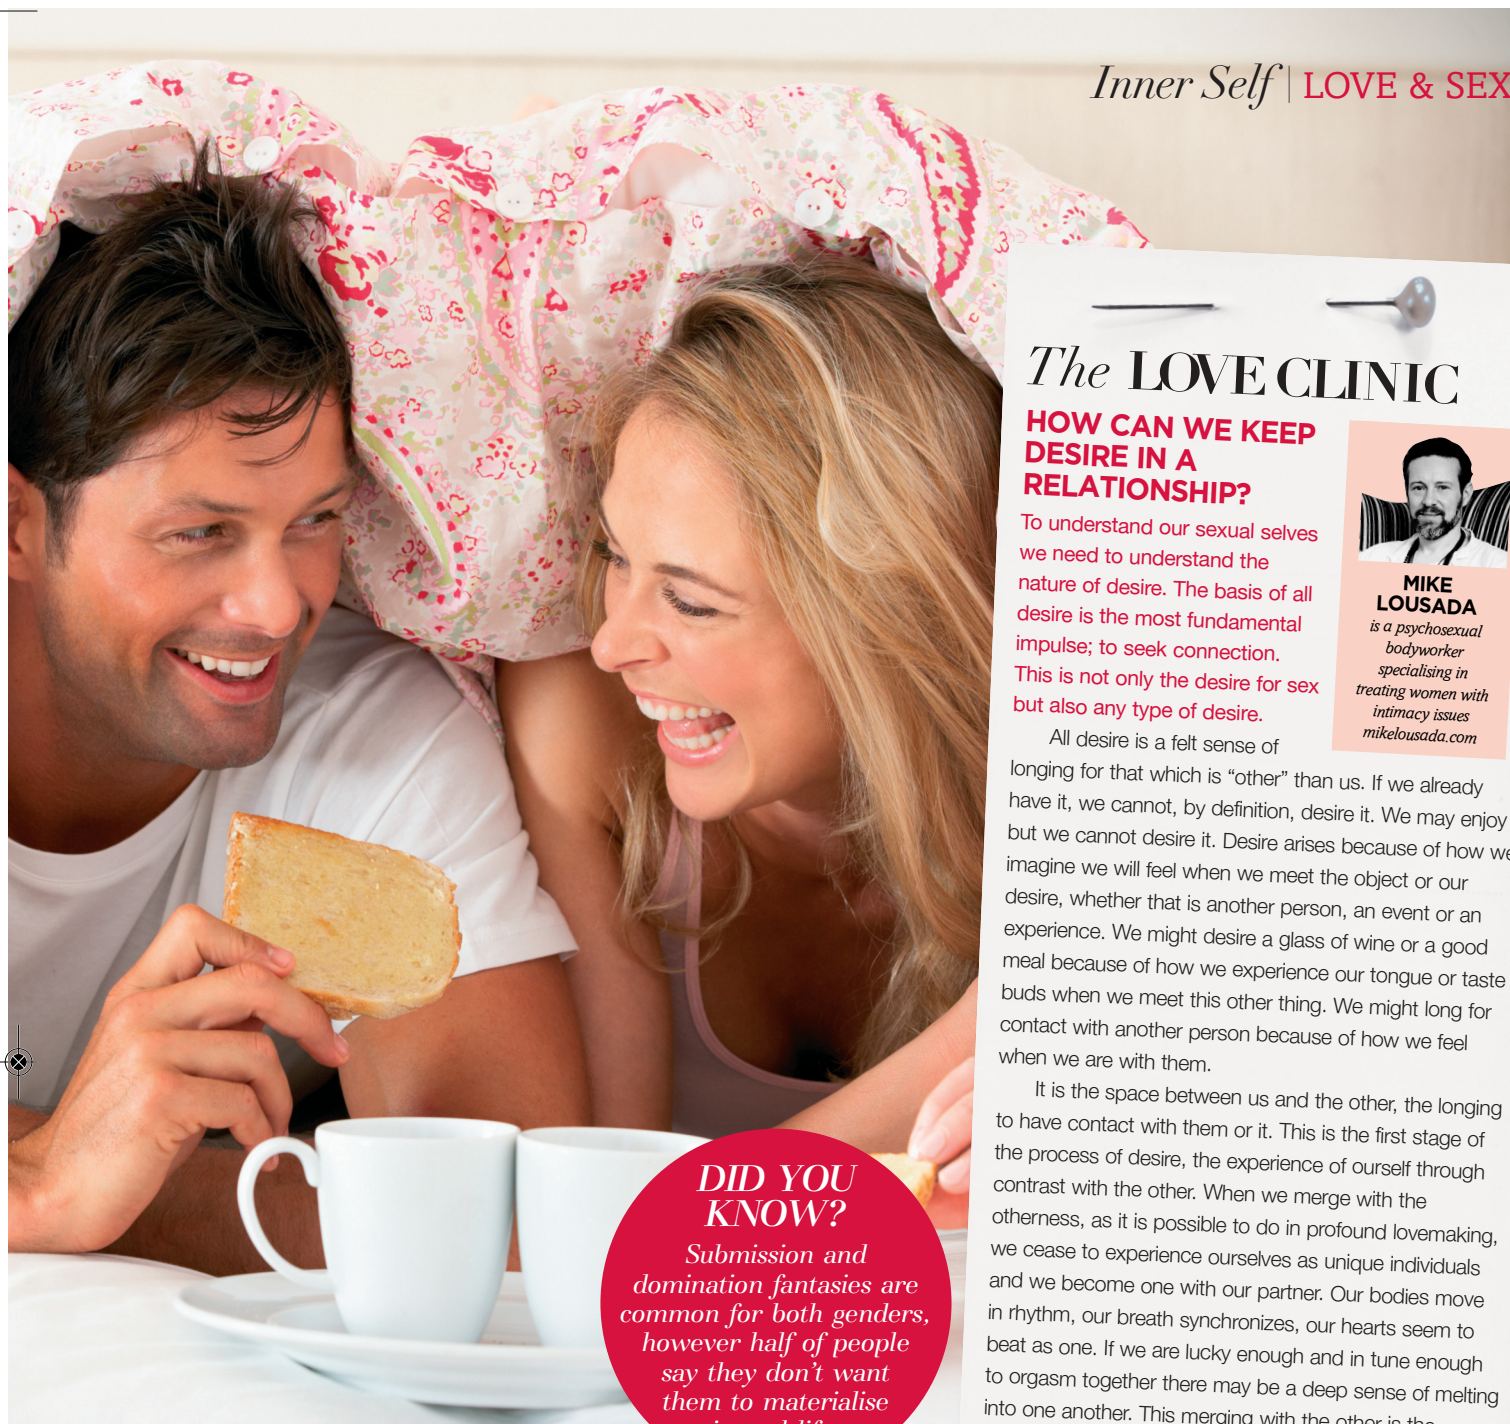 Inner Self | LOVE & SEX
The LOVE CLINIC
HOW CAN WE KEEP
DESIRE IN A
RELATIONSHIP?
To understand our sexual selves
we need to understand the
nature of desire. The basis of all
desire is the most fundamental
impulse; to seek connection.
This is not only the desire for sex
but also any type of desire.
MIKE
LOUSADA
is a psychosexual
bodyworker
specialising in
treating women with
intimacy issues
mikelousada.com
All desire is a felt sense of
longing for that which is “other” than us. If we already
have it, we cannot, by definition, desire it. We may enjoy
but we cannot desire it. Desire arises because of how we
imagine we will feel when we meet the object or our
desire, whether that is another person, an event or an
experience. We might desire a glass of wine or a good
meal because of how we experience our tongue or taste
buds when we meet this other thing. We might long for
contact with another person because of how we feel
when we are with them.
It is the space between us and the other, the longing
to have contact with them or it. This is the first stage of
the process of desire, the experience of ourself through
contrast with the other. When we merge with the
otherness, as it is possible to do in profound lovemaking,
we cease to experience ourselves as unique individuals
and we become one with our partner. Our bodies move
in rhythm, our breath synchronizes, our hearts seem to
beat as one. If we are lucky enough and in tune enough
to orgasm together there may be a deep sense of melting
into one another. This merging with the other is the
DID YOU
KNOW?
Submission and
domination fantasies are
common for both genders,
however half of people
say they don’t want
them to materialise